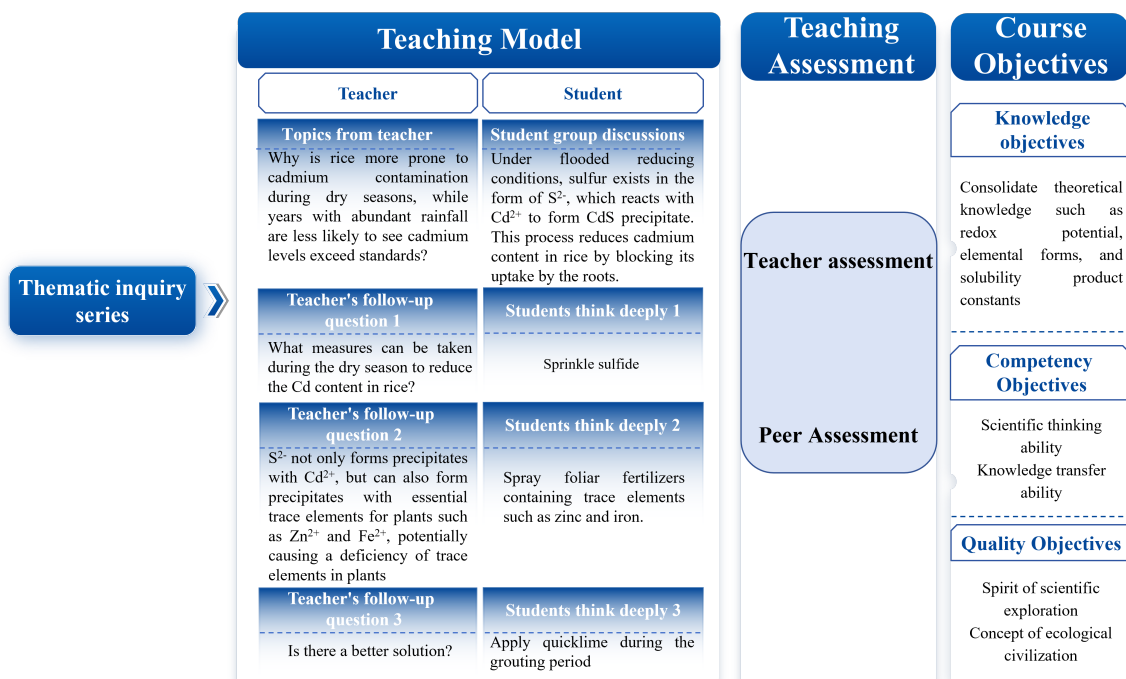 Thematic inquiry
series
Teaching Model
Teacher
Student
Topics from teacher
Why is rice more prone to
cadmium contamination
during dry seasons, while
years with abundant rainfall
are less likely to see cadmium
levels exceed standards?
Student group discussions
Under flooded reducing
conditions, sulfur exists in the
form of S²⁻, which reacts with
Cd²⁺ to form CdS precipitate.
This process reduces cadmium
content in rice by blocking its
uptake by the roots.
Teacher's follow-up
question 1
What measures can be taken
during the dry season to reduce
the Cd content in rice?
Students think deeply 1
Sprinkle sulfide
Teacher's follow-up
question 2
S²⁻ not only forms precipitates
with Cd²⁺, but can also form
precipitates with essential
trace elements for plants such
as Zn²⁺ and Fe²⁺, potentially
causing a deficiency of trace
elements in plants
Students think deeply 2
Spray foliar fertilizers
containing trace elements
such as zinc and iron.
Teacher's follow-up
question 3
Is there a better solution?
Students think deeply 3
Apply quicklime during the
grouting period
Teaching
Assessment
Teacher assessment
Peer Assessment
Course
Objectives
Knowledge
objectives
Consolidate theoretical
knowledge such as
redox potential,
elemental forms, and
solubility product
constants
Competency
Objectives
Scientific thinking
ability
Knowledge transfer
ability
Quality Objectives
Spirit of scientific
exploration
Concept of ecological
civilization